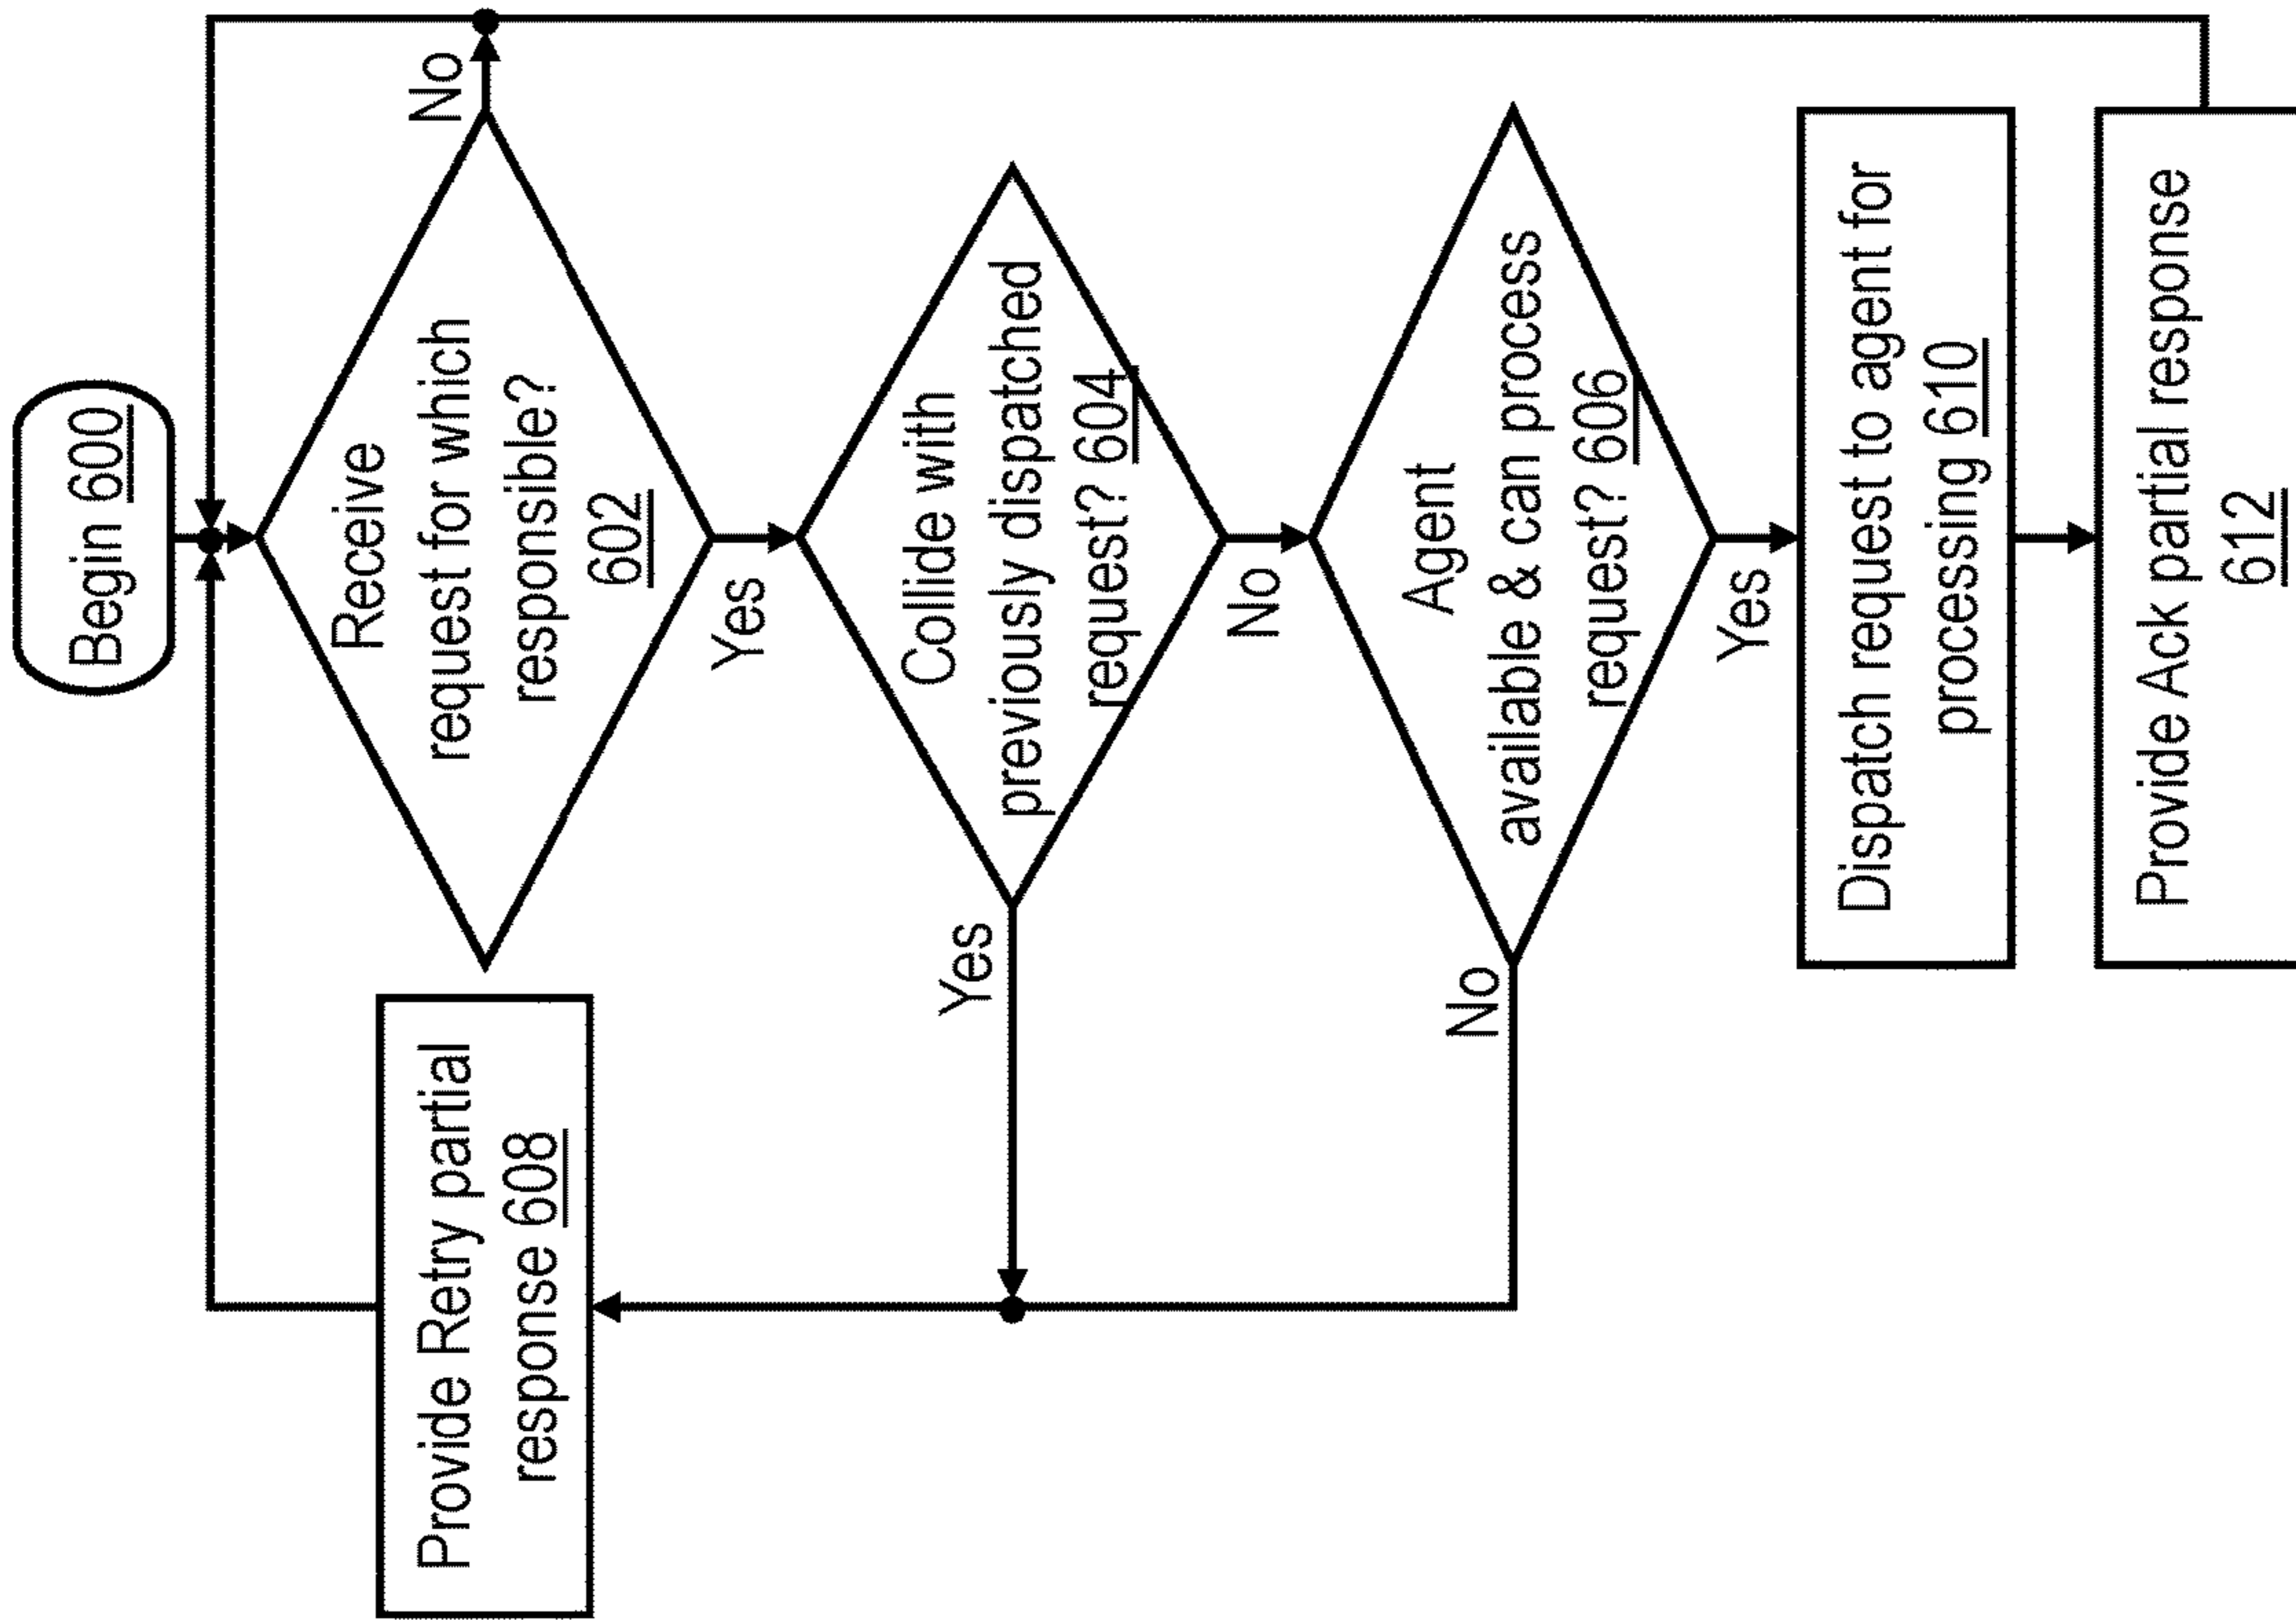 Begin 600
Receive
request for which
responsible?
602
No
Yes
Collide with
previously dispatched
request? 604
Yes
No
Agent
available & can process
request? 606
No
Yes
Provide Retry partial
response 608
Dispatch request to agent for
processing 610
Provide Ack partial response
612